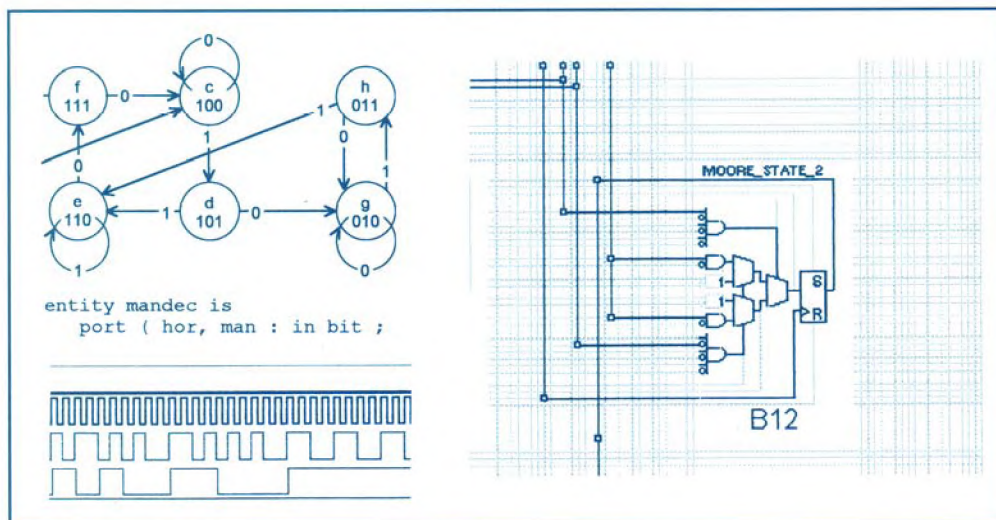 0
f
111
0
c
100
h
011
1
1
0
0
1
e
110
1
d
101
0
g
010
1
0
entity mandec is
port ( hor, man : in bit ;
MOORE_STATE_2
1
1
S
R
B12